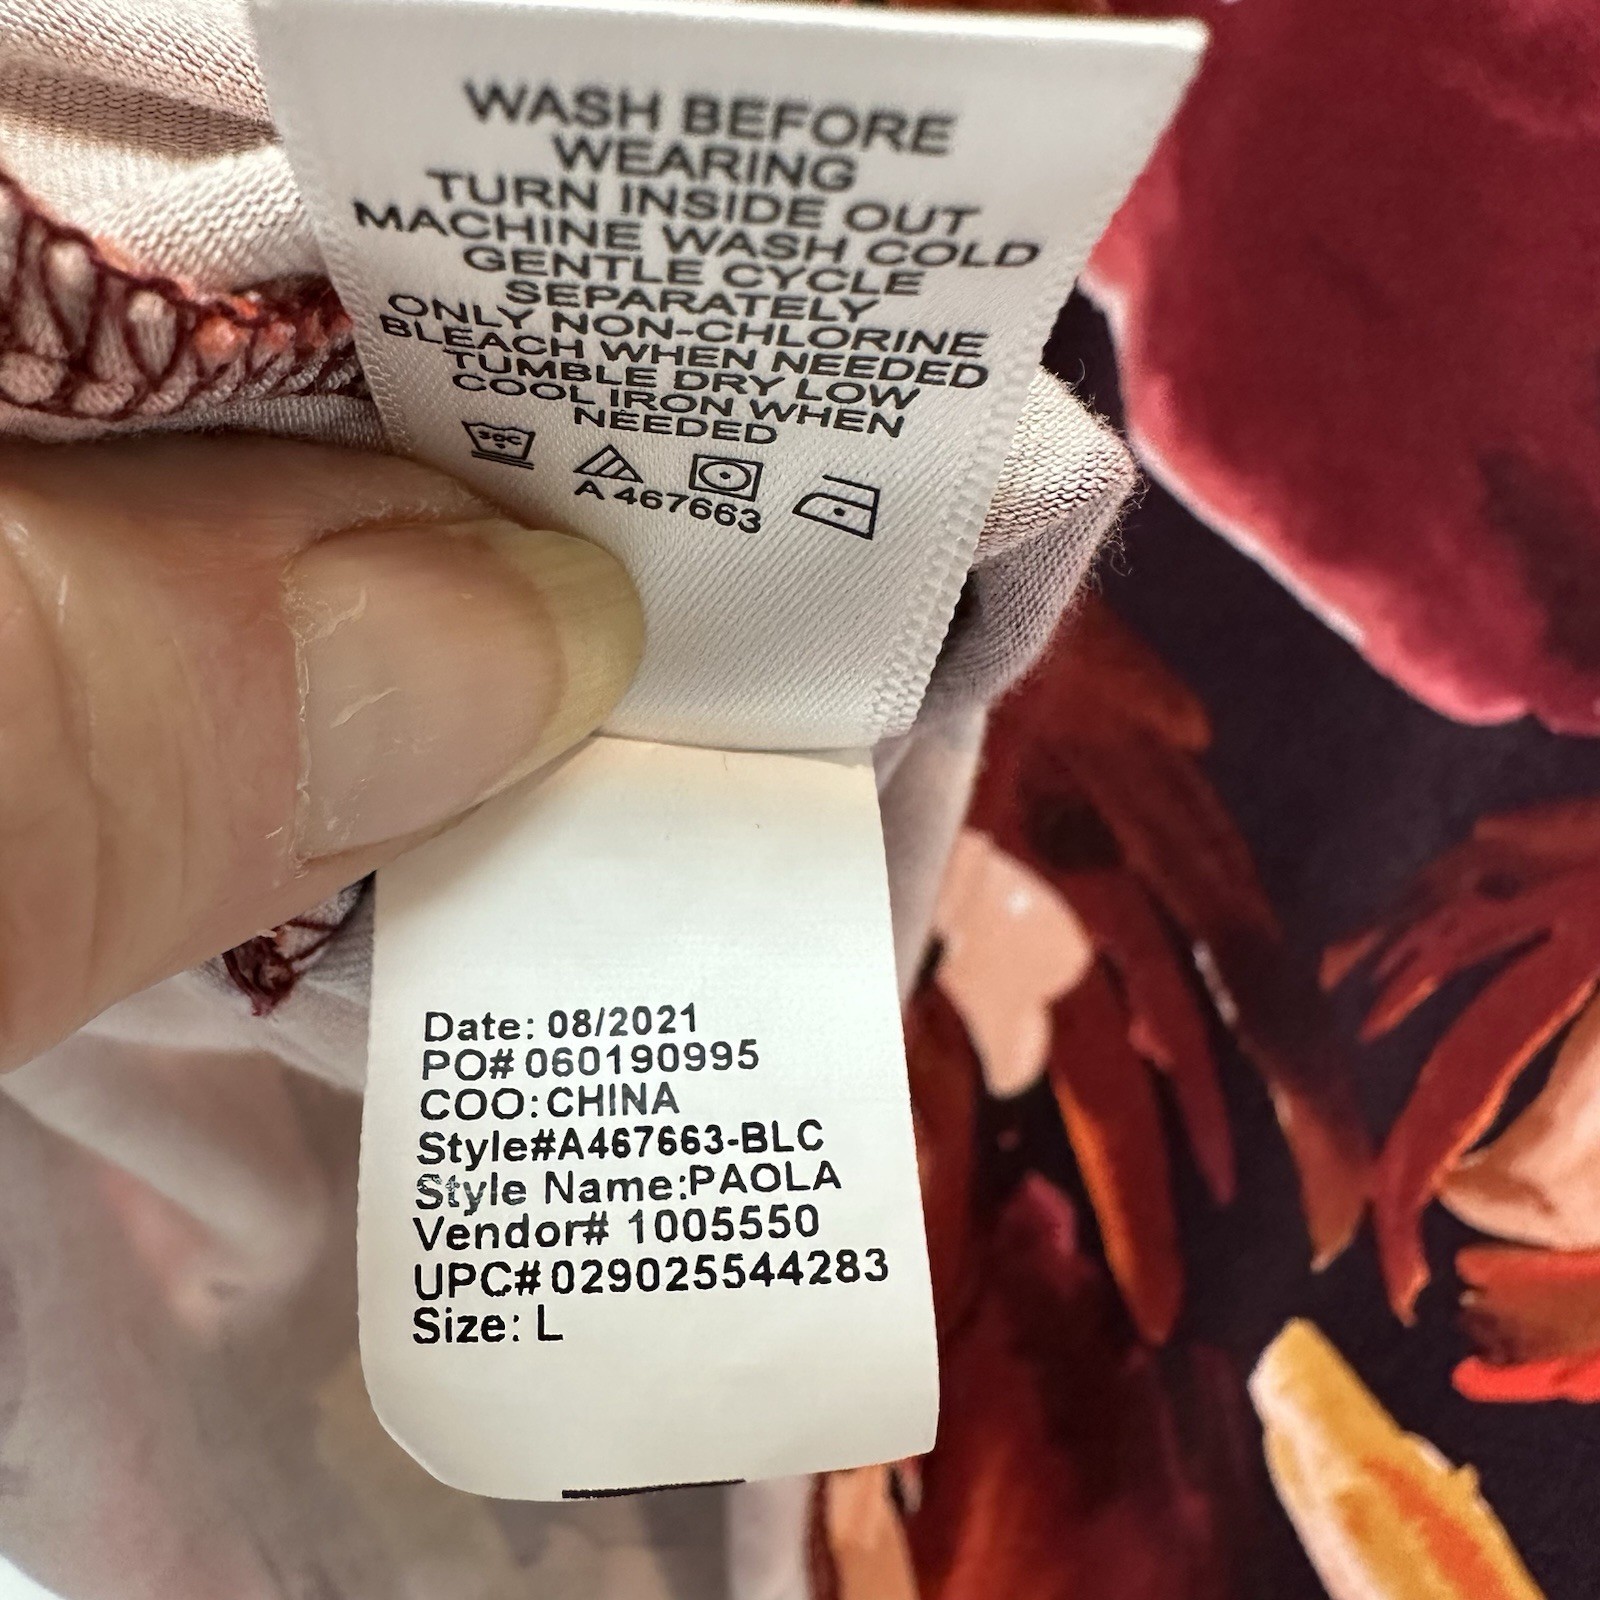 WASH BEFORE
WEARING
TURN INSIDE OUT
MACHINE WASH COLD
GENTLE CYCLE
SEPARATELY
ONLY NON-CHLORINE
BLEACH WHEN NEEDED
TUMBLE DRY LOW
COOL IRON WHEN
NEEDED
30C
A 467663
Date: 08/2021
PO# 060190995
COO: CHINA
Style#A467663-BLC
Style Name:PAOLA
Vendor# 1005550
UPC# 029025544283
Size: L